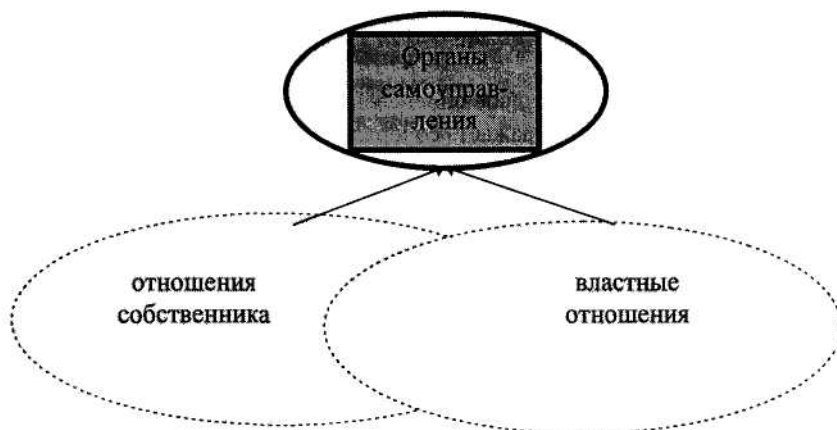 Органы
самоуправ-
ления
отношения
собственника
властные
отношения